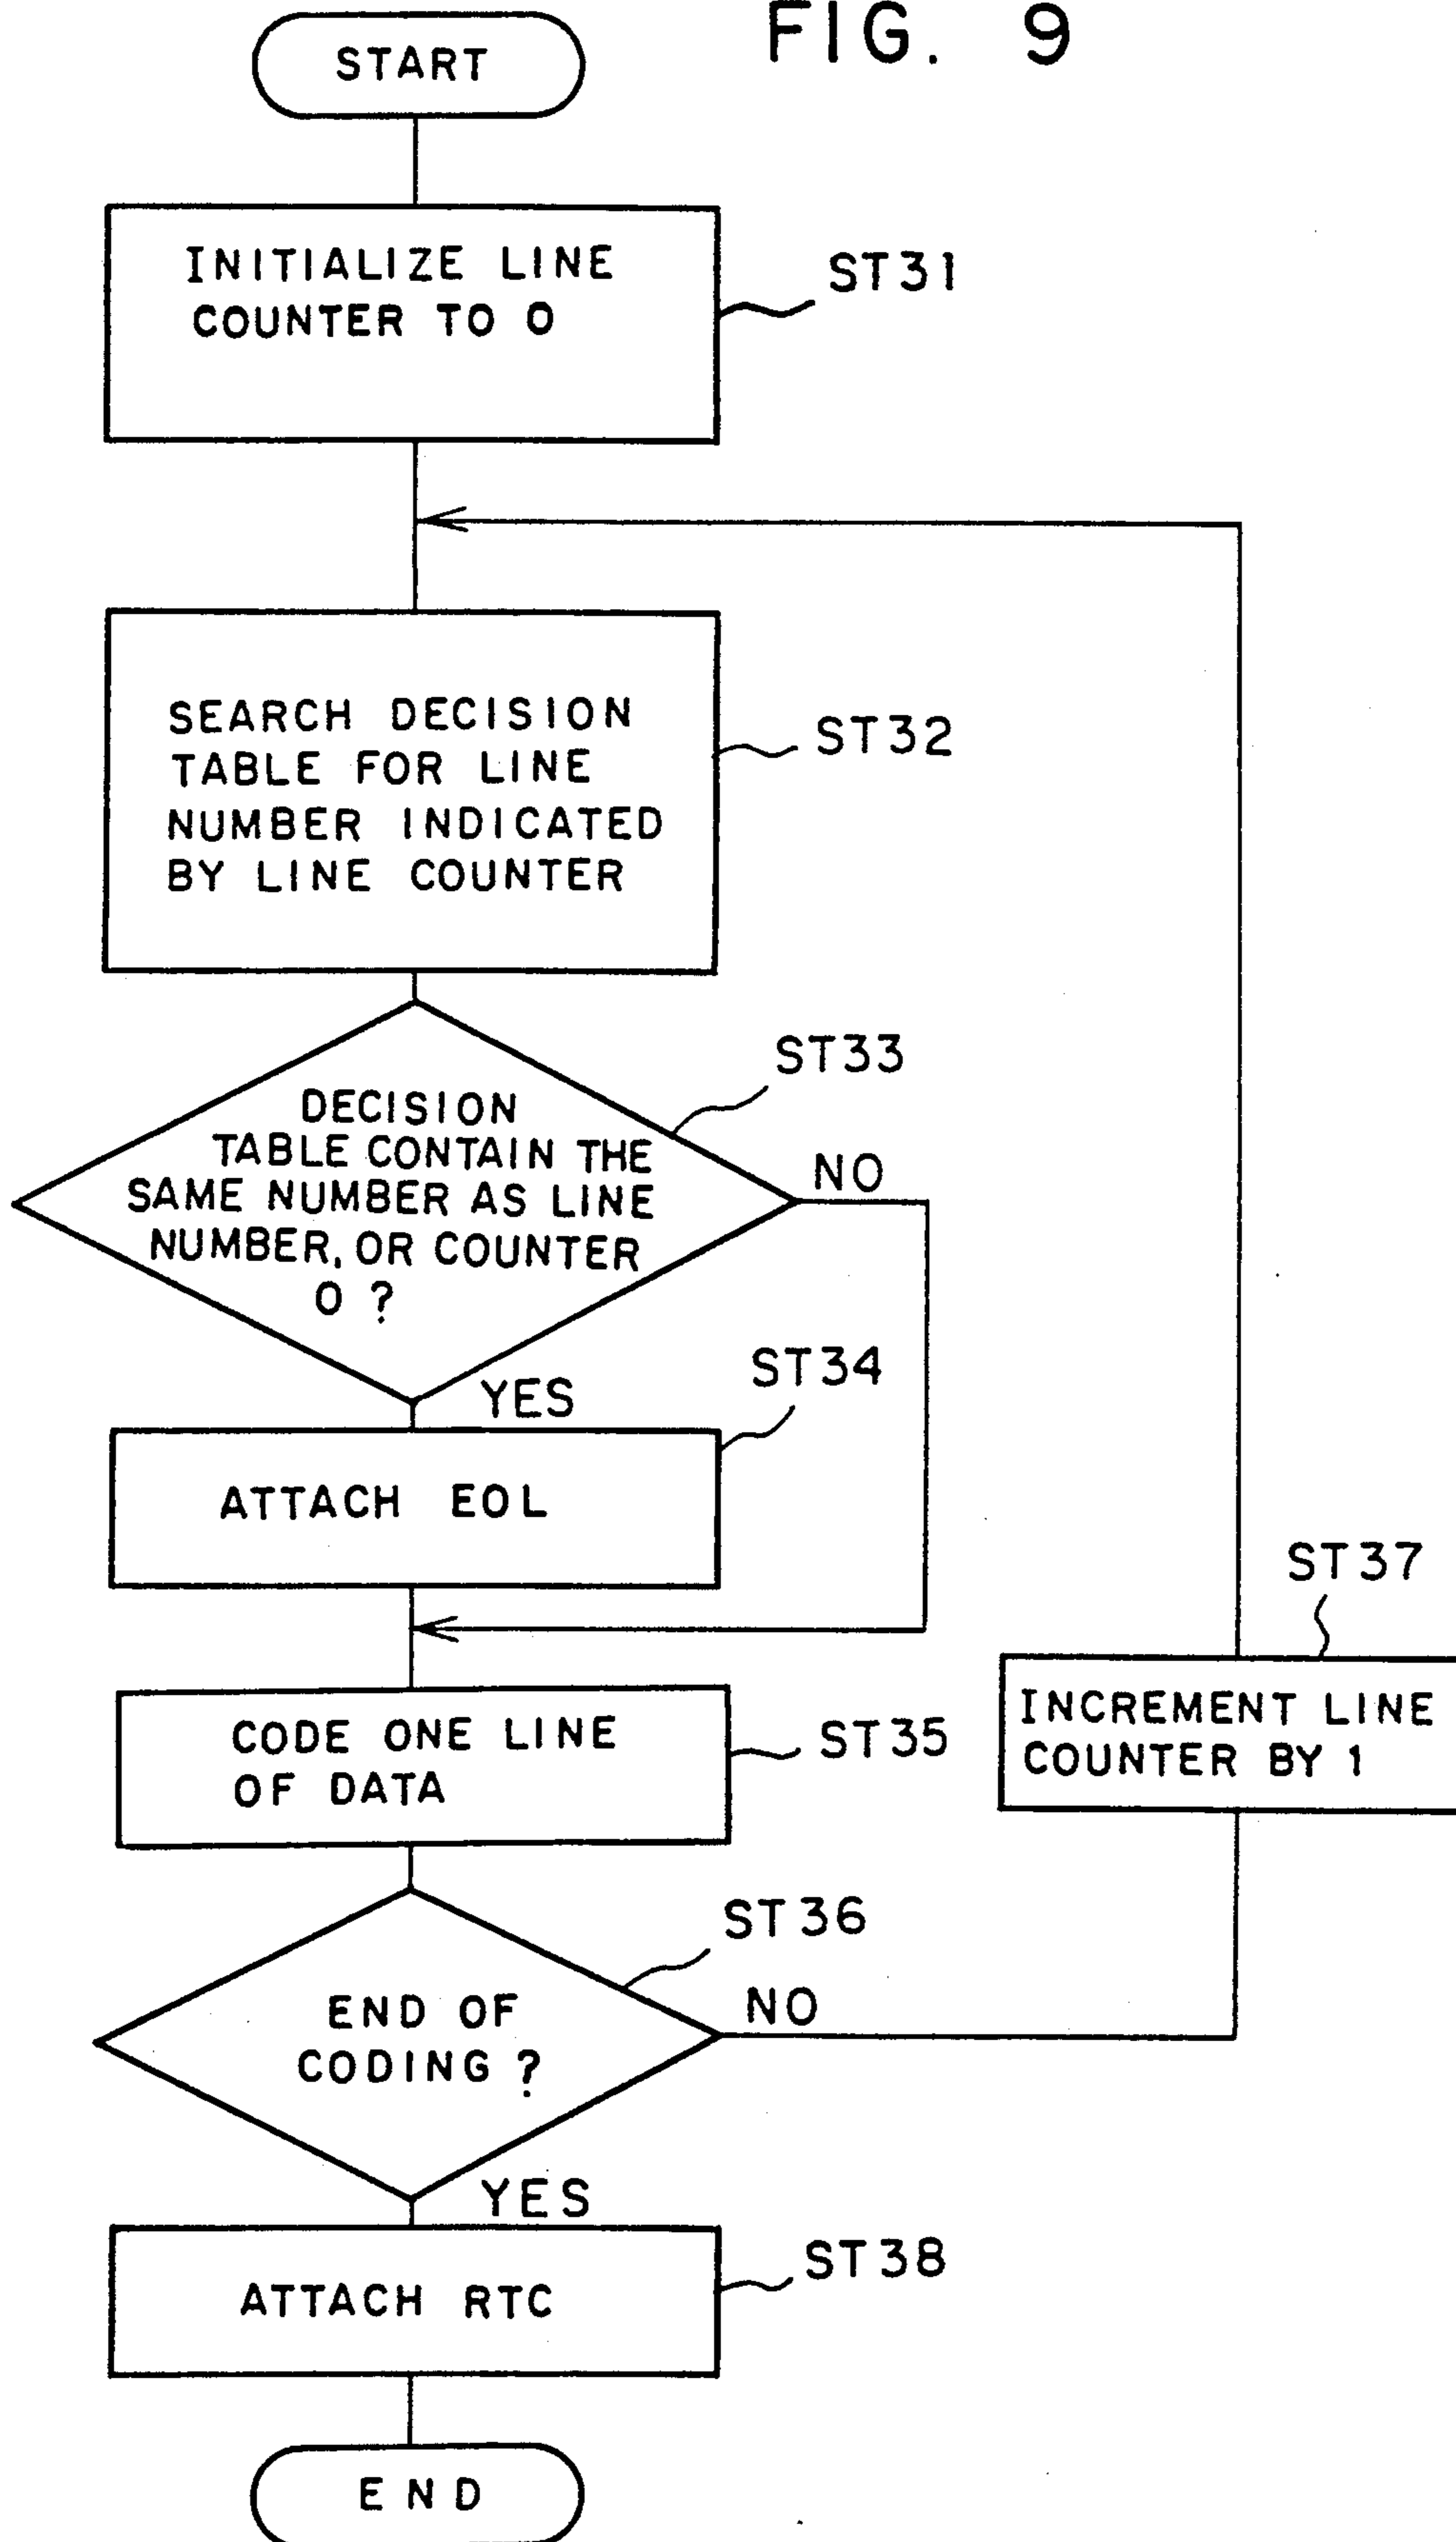 FIG. 9
START
INITIALIZE LINE
COUNTER TO 0
ST31
SEARCH DECISION
TABLE FOR LINE
NUMBER INDICATED
BY LINE COUNTER
ST32
ST33
DECISION
TABLE CONTAIN THE
SAME NUMBER AS LINE
NUMBER, OR COUNTER
0 ?
NO
YES
ST34
ATTACH EOL
ST37
INCREMENT LINE
COUNTER BY 1
CODE ONE LINE
OF DATA
ST35
ST36
END OF
CODING ?
NO
YES
ST38
ATTACH RTC
END